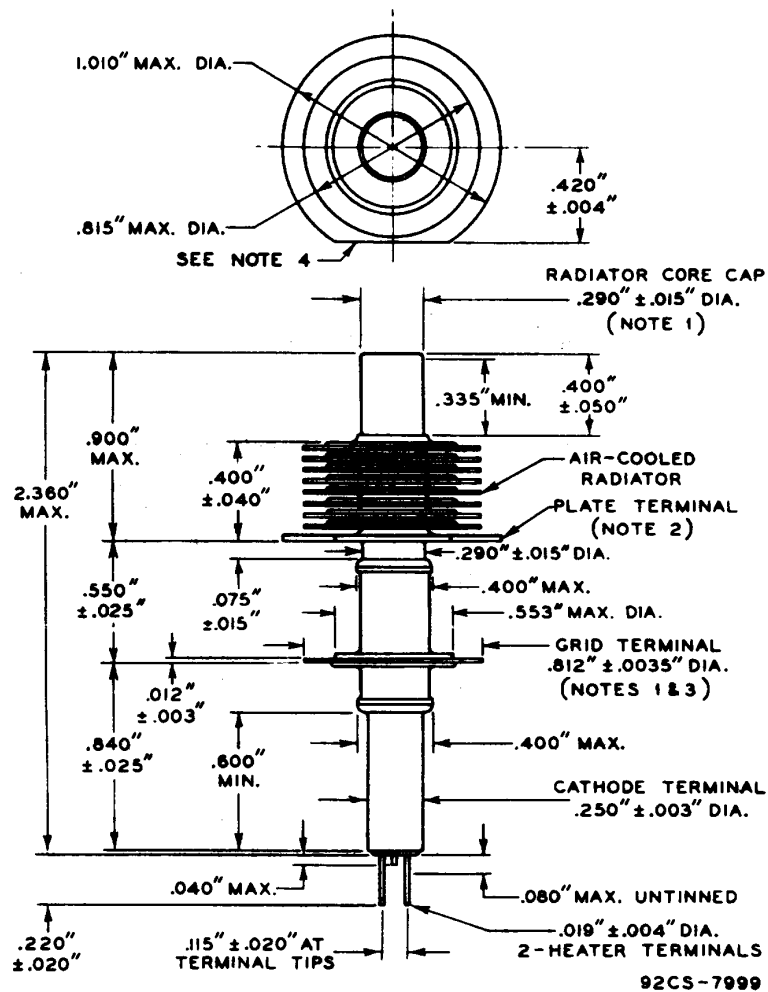 1.010" MAX. DIA.
.420"
±.004"
.815" MAX. DIA.
SEE NOTE 4
RADIATOR CORE CAP
.290" ±.015" DIA.
(NOTE 1)
.335" MIN.
.400"
±.050"
.900"
MAX.
.400"
±.040"
AIR-COOLED
RADIATOR
2.360"
MAX.
PLATE TERMINAL
(NOTE 2)
.290" ±.015" DIA.
.550"
±.025"
.075"
±.015"
.400" MAX.
.553" MAX. DIA.
GRID TERMINAL
.812" ±.0035" DIA.
(NOTES 1 & 3)
.012"
±.003"
.840"
±.025"
.600"
MIN.
.400" MAX.
CATHODE TERMINAL
.250" ±.003" DIA.
.040" MAX.
.080" MAX. UNTINNED
.220"
±.020"
.115" ±.020" AT
TERMINAL TIPS
.019" ±.004" DIA.
2-HEATER TERMINALS
92CS-7999